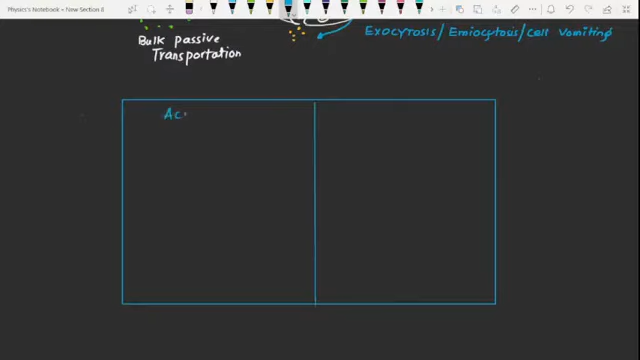 Physics's Notebook » New Section 6
Bulk passive
Transportation
EXOCYTOSIS / Emiocytosis / Cell Vomiting
Ac